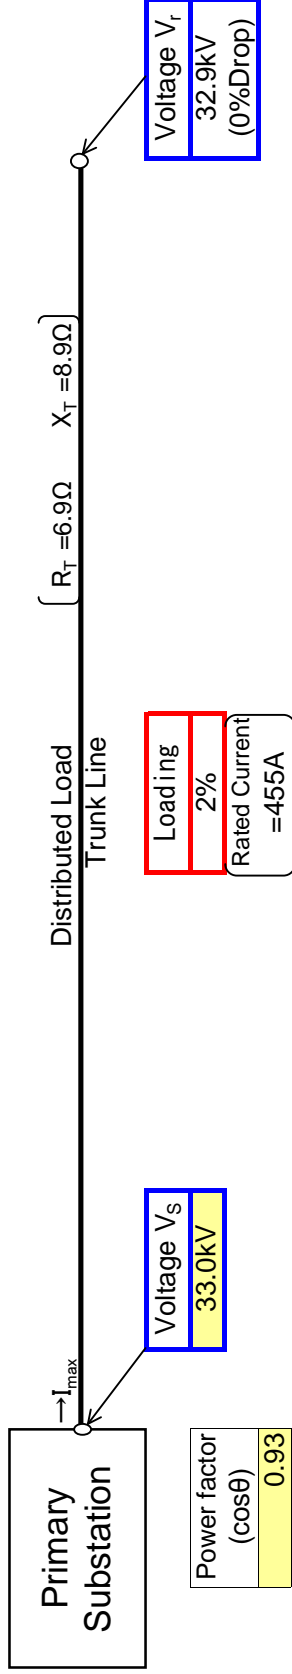 Primary
Substation
→Imax
Distributed Load
Trunk Line
RT =6.9Ω XT =8.9Ω
Voltage VS
33.0kV
Loading
2%
Rated Current
=455A
Voltage Vr
32.9kV
(0%Drop)
Power factor
(cosθ)
0.93